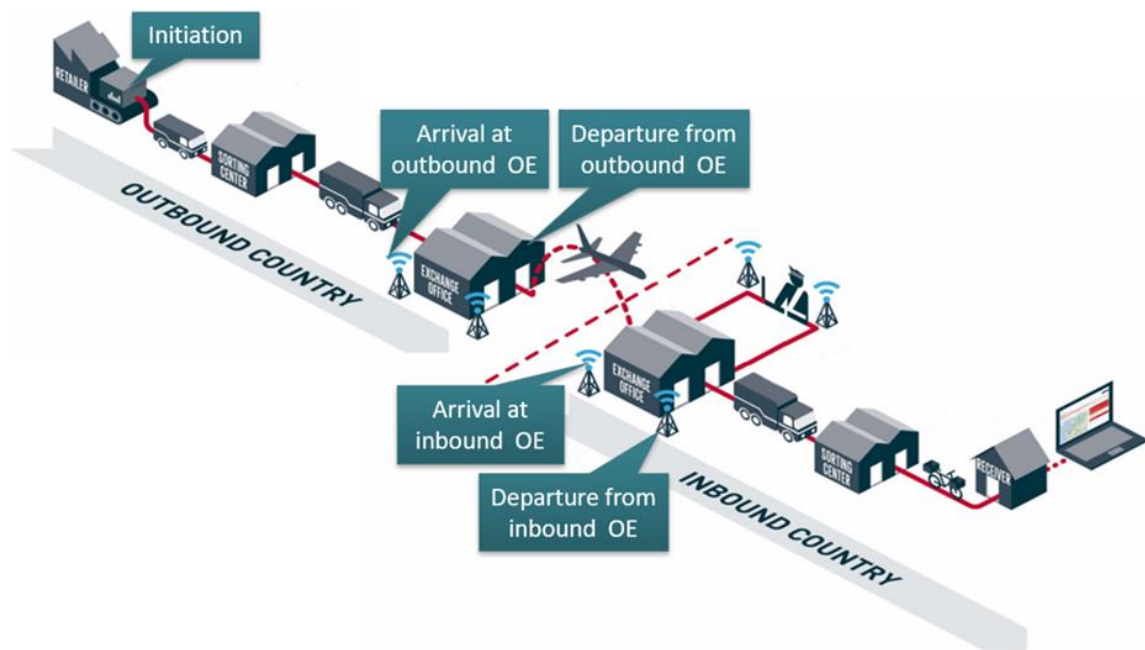 Initiation
RETAILER
SORTING
CENTER
Arrival at
outbound OE
Departure from
outbound OE
OUTBOUND COUNTRY
EXCHANGE
OFFICE
EXCHANGE
OFFICE
Arrival at
inbound OE
Departure from
inbound OE
SORTING
CENTER
RECEIVER
INBOUND COUNTRY